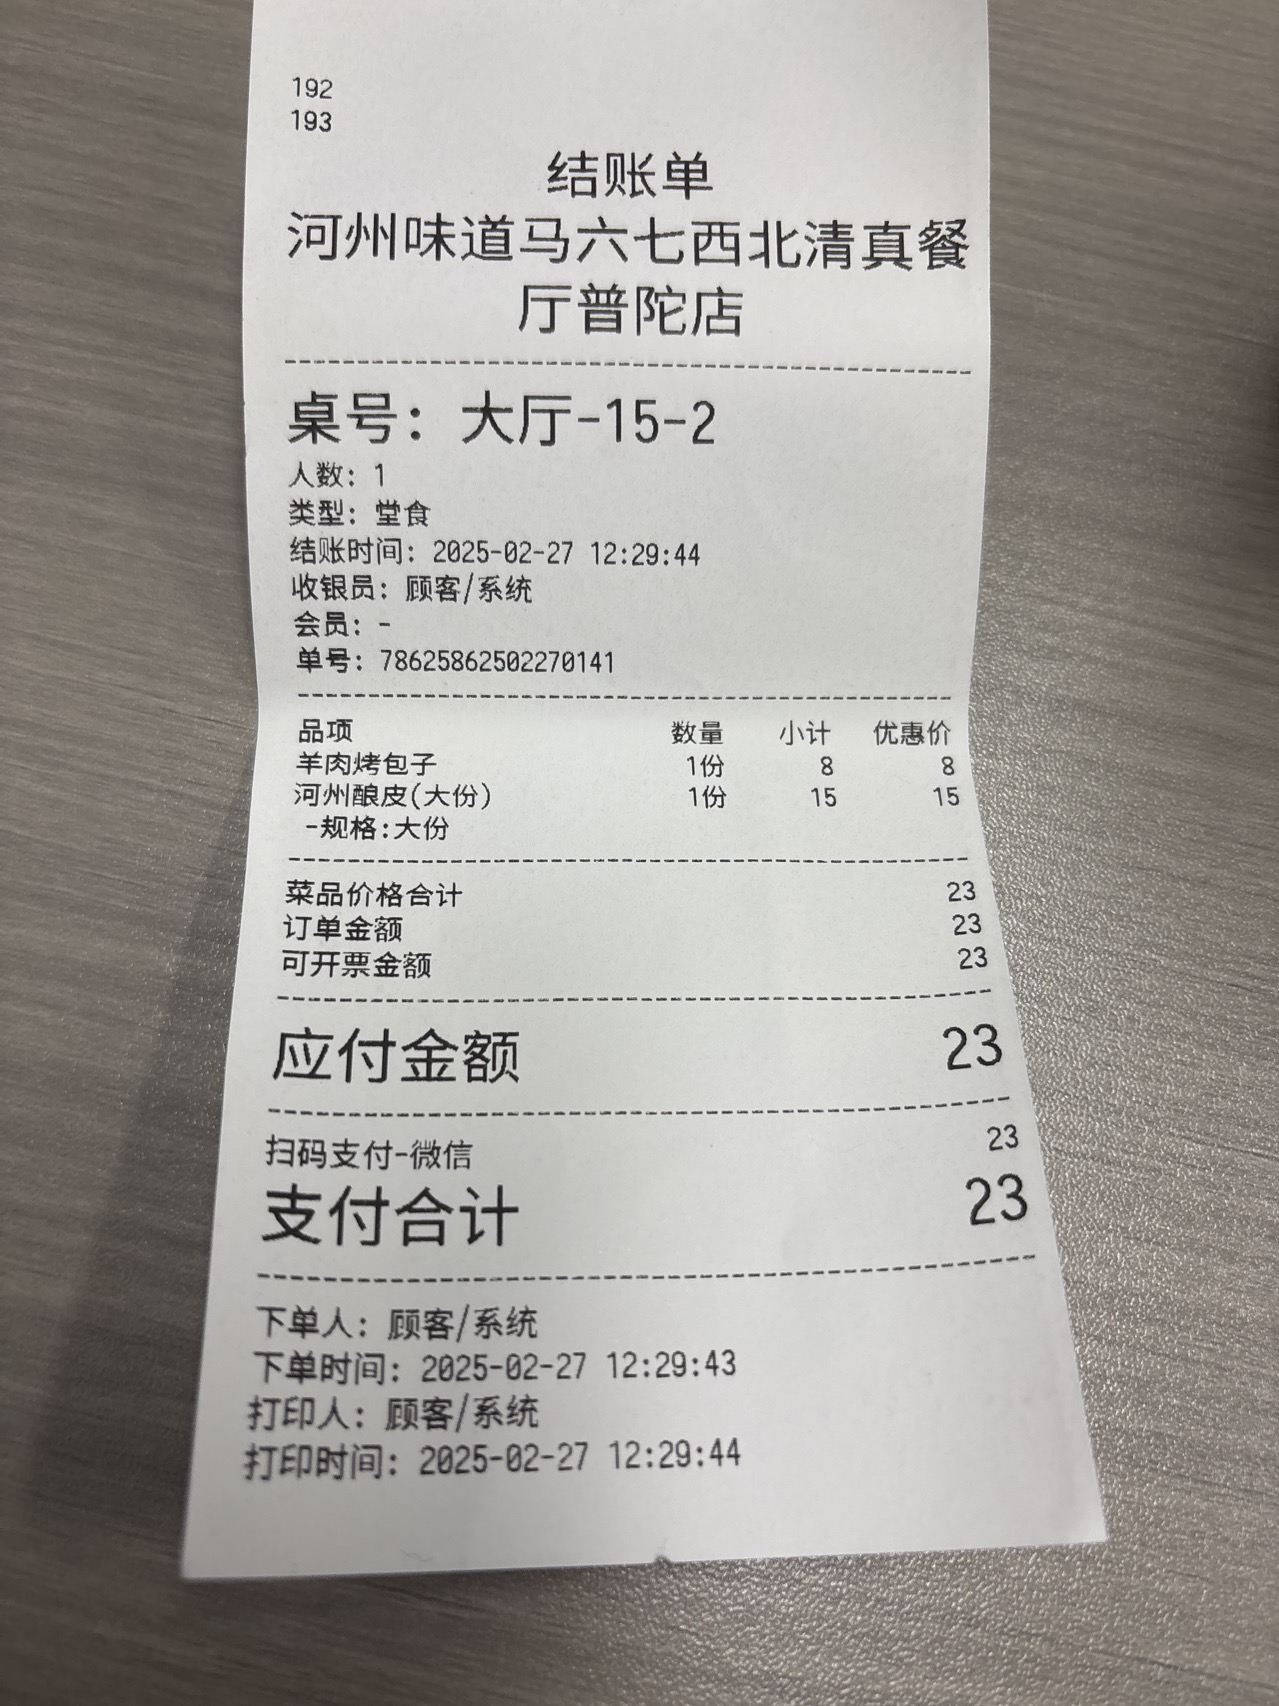 192
193
结账单
河州味道马六七西北清真餐
厅普陀店
桌号：大厅-15-2
人数：1
类型：堂食
结账时间：2025-02-27 12:29:44
收银员：顾客/系统
会员：-
单号：78625862502270141
品项 数量 小计 优惠价
羊肉烤包子 1份 8 8
河州酿皮(大份) 1份 15 15
-规格:大份
菜品价格合计 23
订单金额 23
可开票金额 23
应付金额 23
扫码支付-微信 23
支付合计 23
下单人：顾客/系统
下单时间：2025-02-27 12:29:43
打印人：顾客/系统
打印时间：2025-02-27 12:29:44